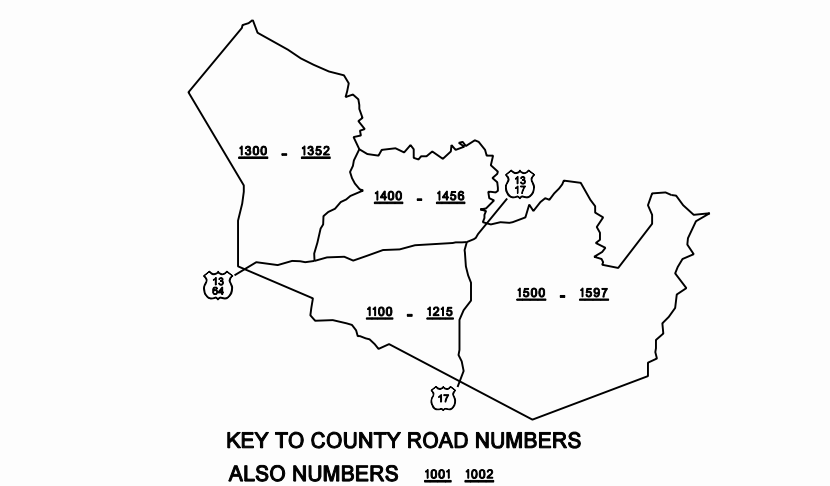 1300 - 1352
13
17
1400 - 1456
13
64
1500 - 1597
1100 - 1215
17
KEY TO COUNTY ROAD NUMBERS
ALSO NUMBERS 1001 1002